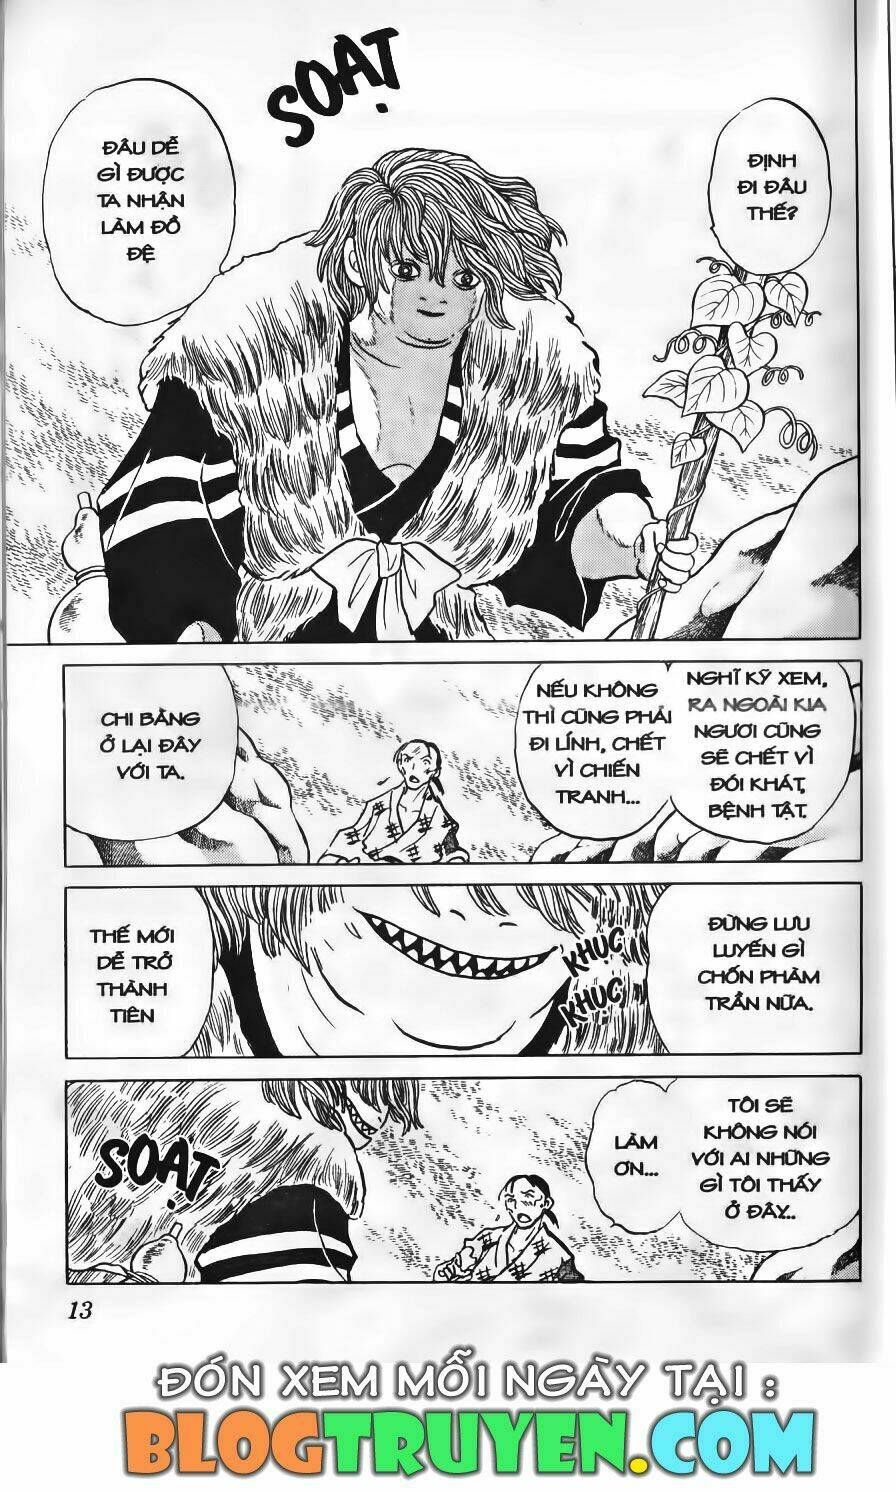 SOẠT
ĐỊNH
ĐI ĐÂU
THẾ?
ĐÂU DỄ
GÌ ĐƯỢC
TA NHẬN
LÀM ĐỒ
ĐỆ
NGHĨ KỸ XEM,
RA NGOÀI KIA
NGƯƠI CŨNG
SẼ CHẾT VÌ
ĐÓI KHÁT,
BỆNH TẬT.
NẾU KHÔNG
THÌ CŨNG PHẢI
ĐI LÍNH, CHẾT
VÌ CHIẾN
TRANH...
CHI BẰNG
Ở LẠI ĐÂY
VỚI TA.
ĐỪNG LƯU
LUYẾN GÌ
CHỐN PHÀM
TRẦN NỮA.
KHỤC
KHỤC
THẾ MỚI
DỄ TRỞ
THÀNH
TIÊN
TÔI SẼ
KHÔNG NÓI
VỚI AI NHỮNG
GÌ TÔI THẤY
Ở ĐÂY...
LÀM
ƠN...
SOẠT
13
ĐÓN XEM MỖI NGÀY TẠI :
BLOGTRUYEN.COM